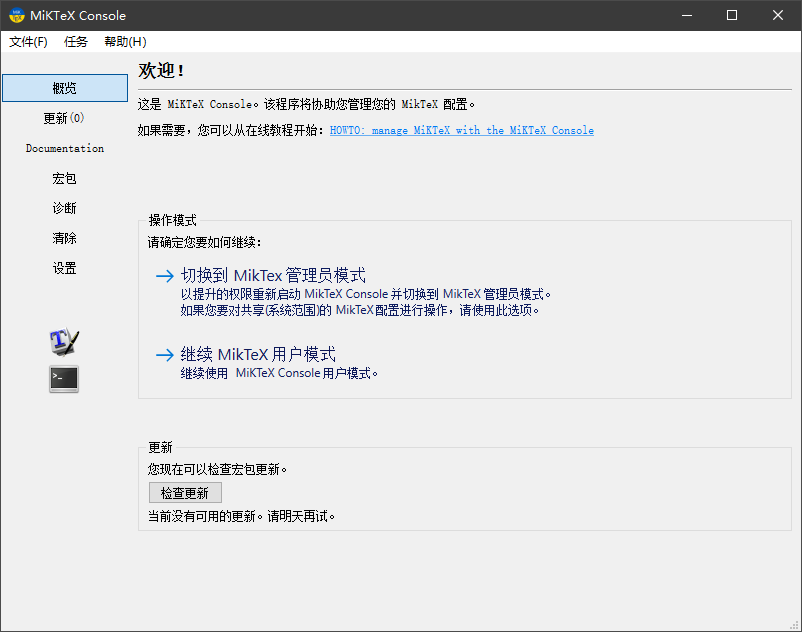 MiKTeX Console
文件(F) 任务 帮助(H)
概览
更新(0)
Documentation
宏包
诊断
清除
设置
欢迎!
这是 MiKTeX Console。该程序将协助您管理您的 MikTeX 配置。
如果需要，您可以从在线教程开始: HOWTO: manage MiKTeX with the MiKTeX Console
操作模式
请确定您要如何继续:
切换到 MikTex 管理员模式
以提升的权限重新启动 MikTeX Console 并切换到 MikTeX 管理员模式。
如果您要对共享(系统范围)的 MikTeX 配置进行操作，请使用此选项。
继续 MikTeX 用户模式
继续使用 MiKTeX Console 用户模式。
更新
您现在可以检查宏包更新。
检查更新
当前没有可用的更新。请明天再试。